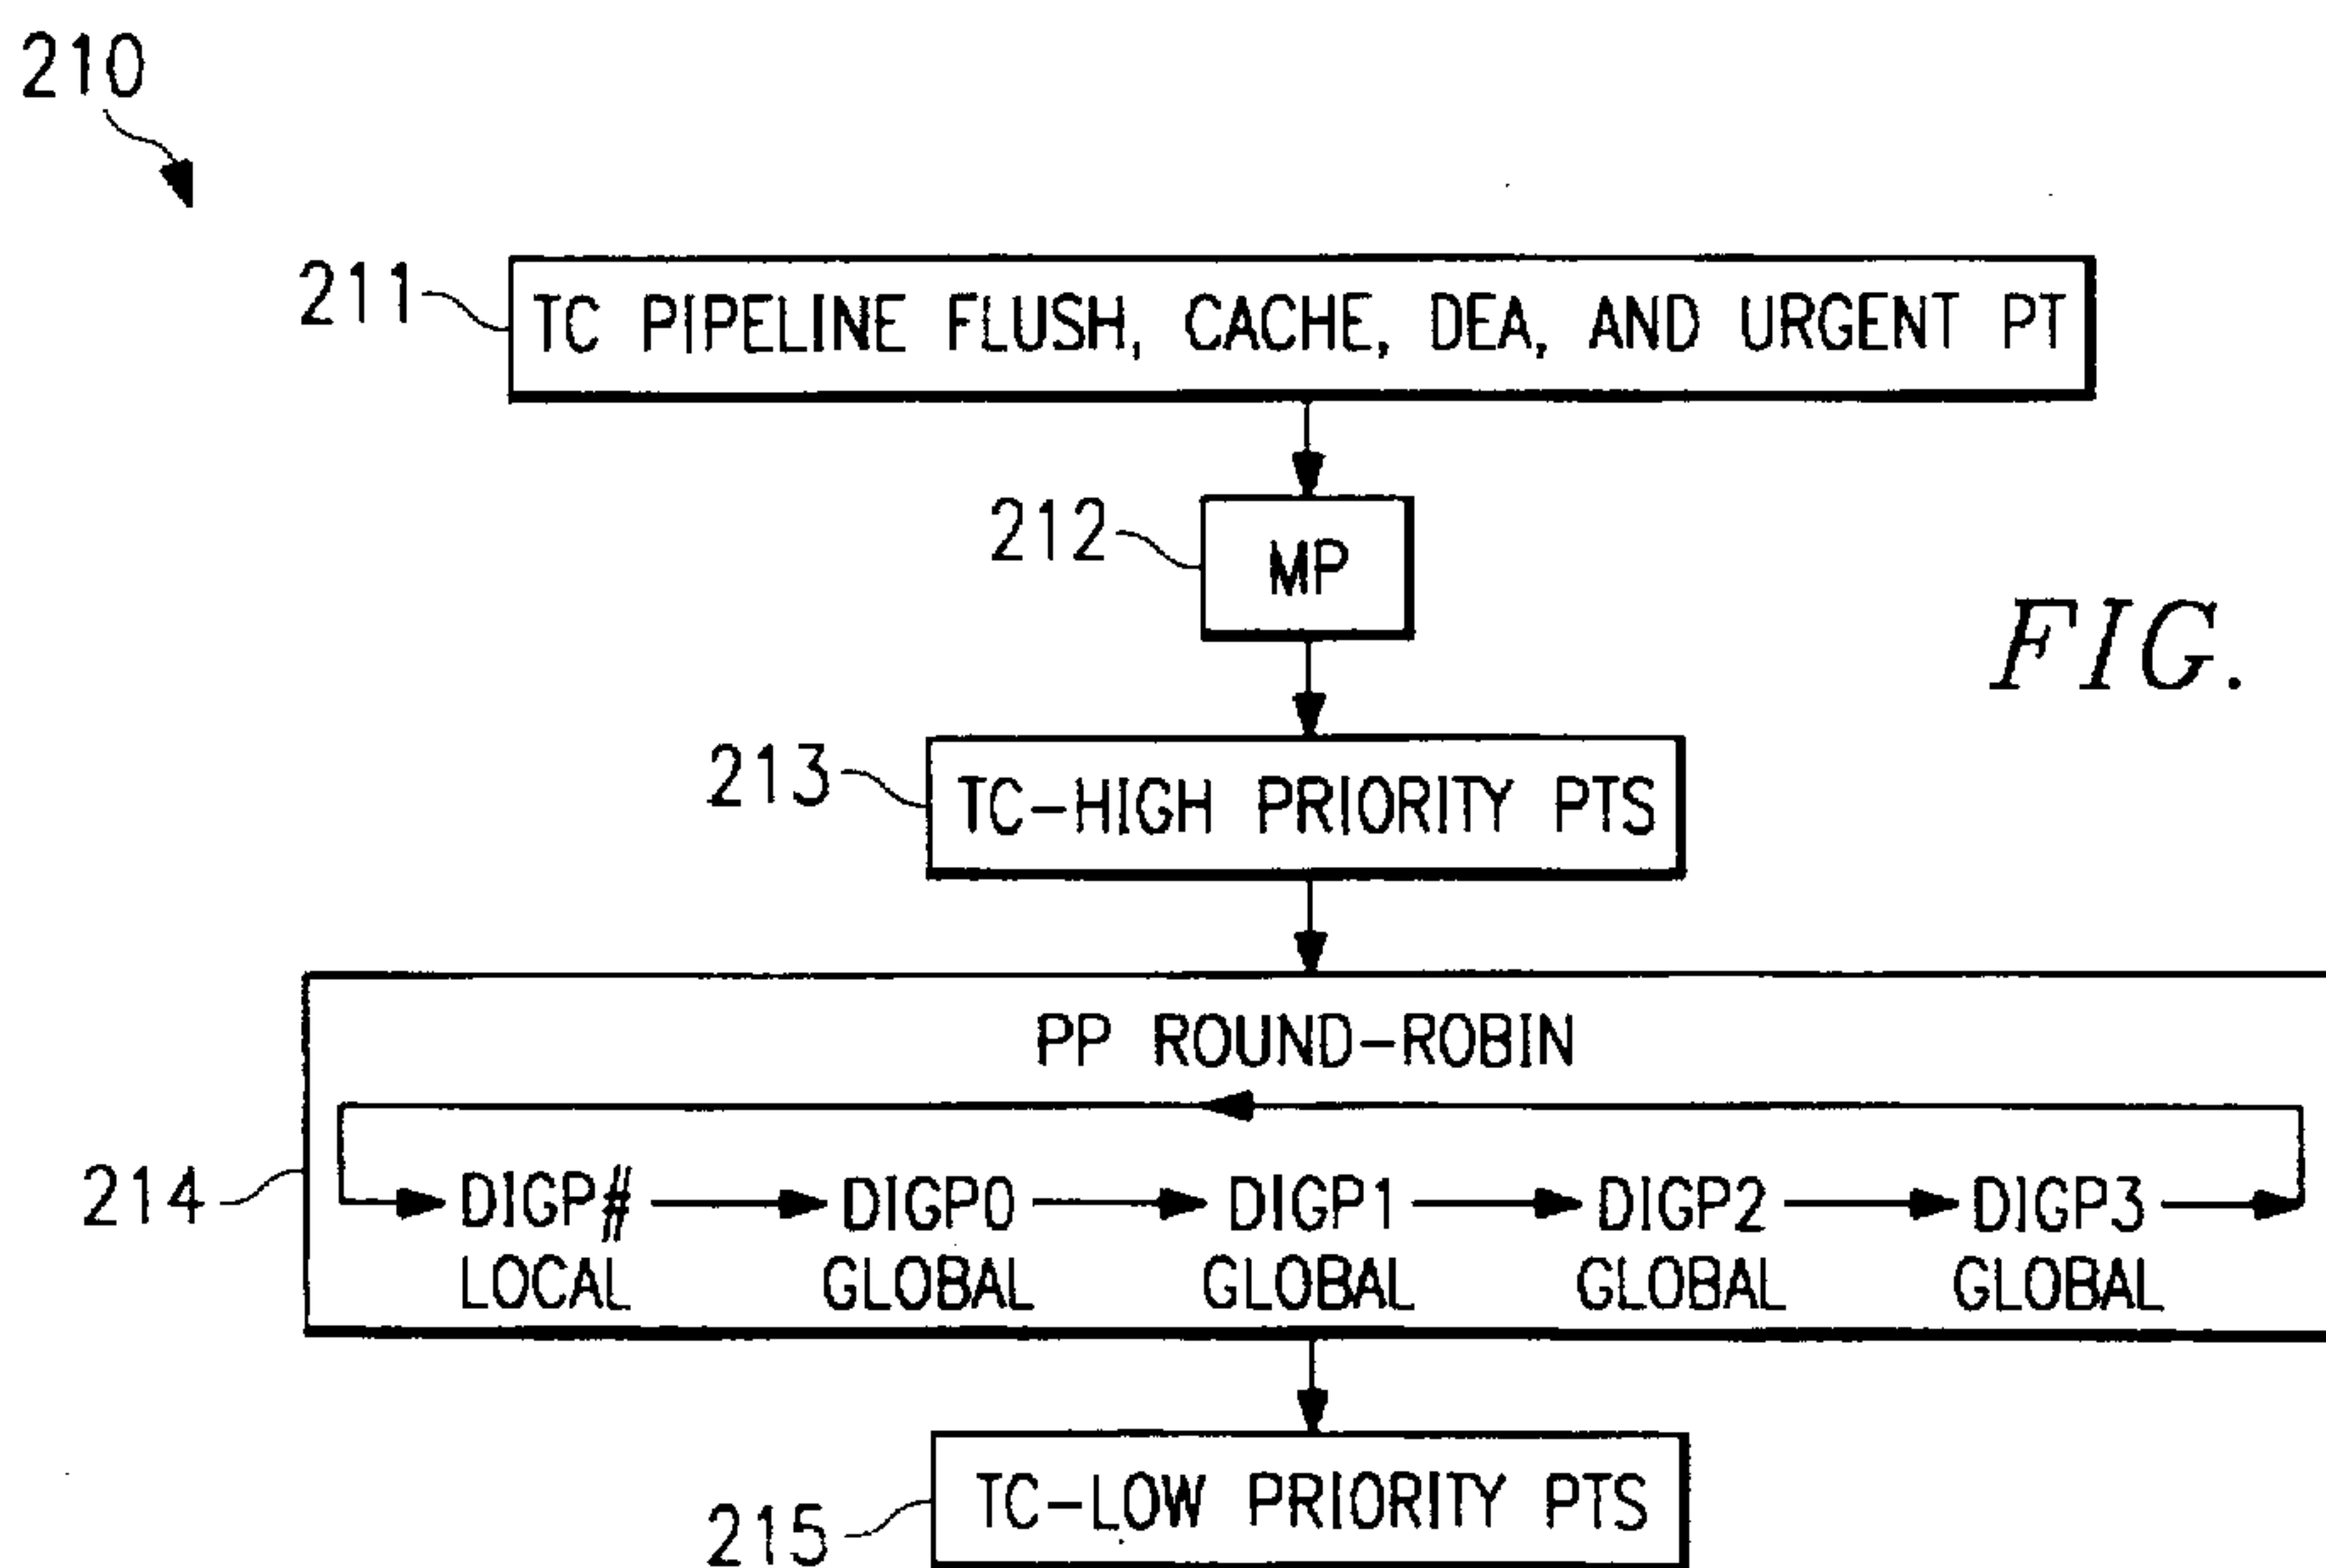 210
211 TC PIPELINE FLUSH, CACHE, DEA, AND URGENT PT
212 MP
FIG.
213 TC-HIGH PRIORITY PTS
PP ROUND-ROBIN
214 DIGP# DIGP0 DIGP1 DIGP2 DIGP3
LOCAL GLOBAL GLOBAL GLOBAL GLOBAL
215 TC-LOW PRIORITY PTS